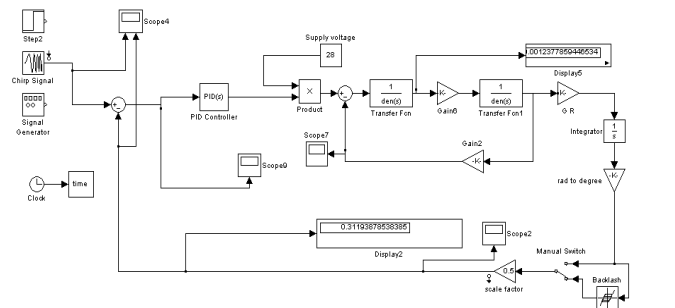 Step2
Scope4
Chirp Signal
Signal
Generator
Clock
time
PID(s)
PID Controller
Supply voltage
28
×
Product
1
den(s)
Transfer Fcn
-K-
Gain6
1
den(s)
Transfer Fcn1
.0012377859446534
Display5
-K-
G R
Integrator
1
s
Scope7
-K-
Gain2
Scope9
-K-
rad to degree
0.31193878538385
Display2
Scope2
Manual Switch
0.5
scale factor
Backlash